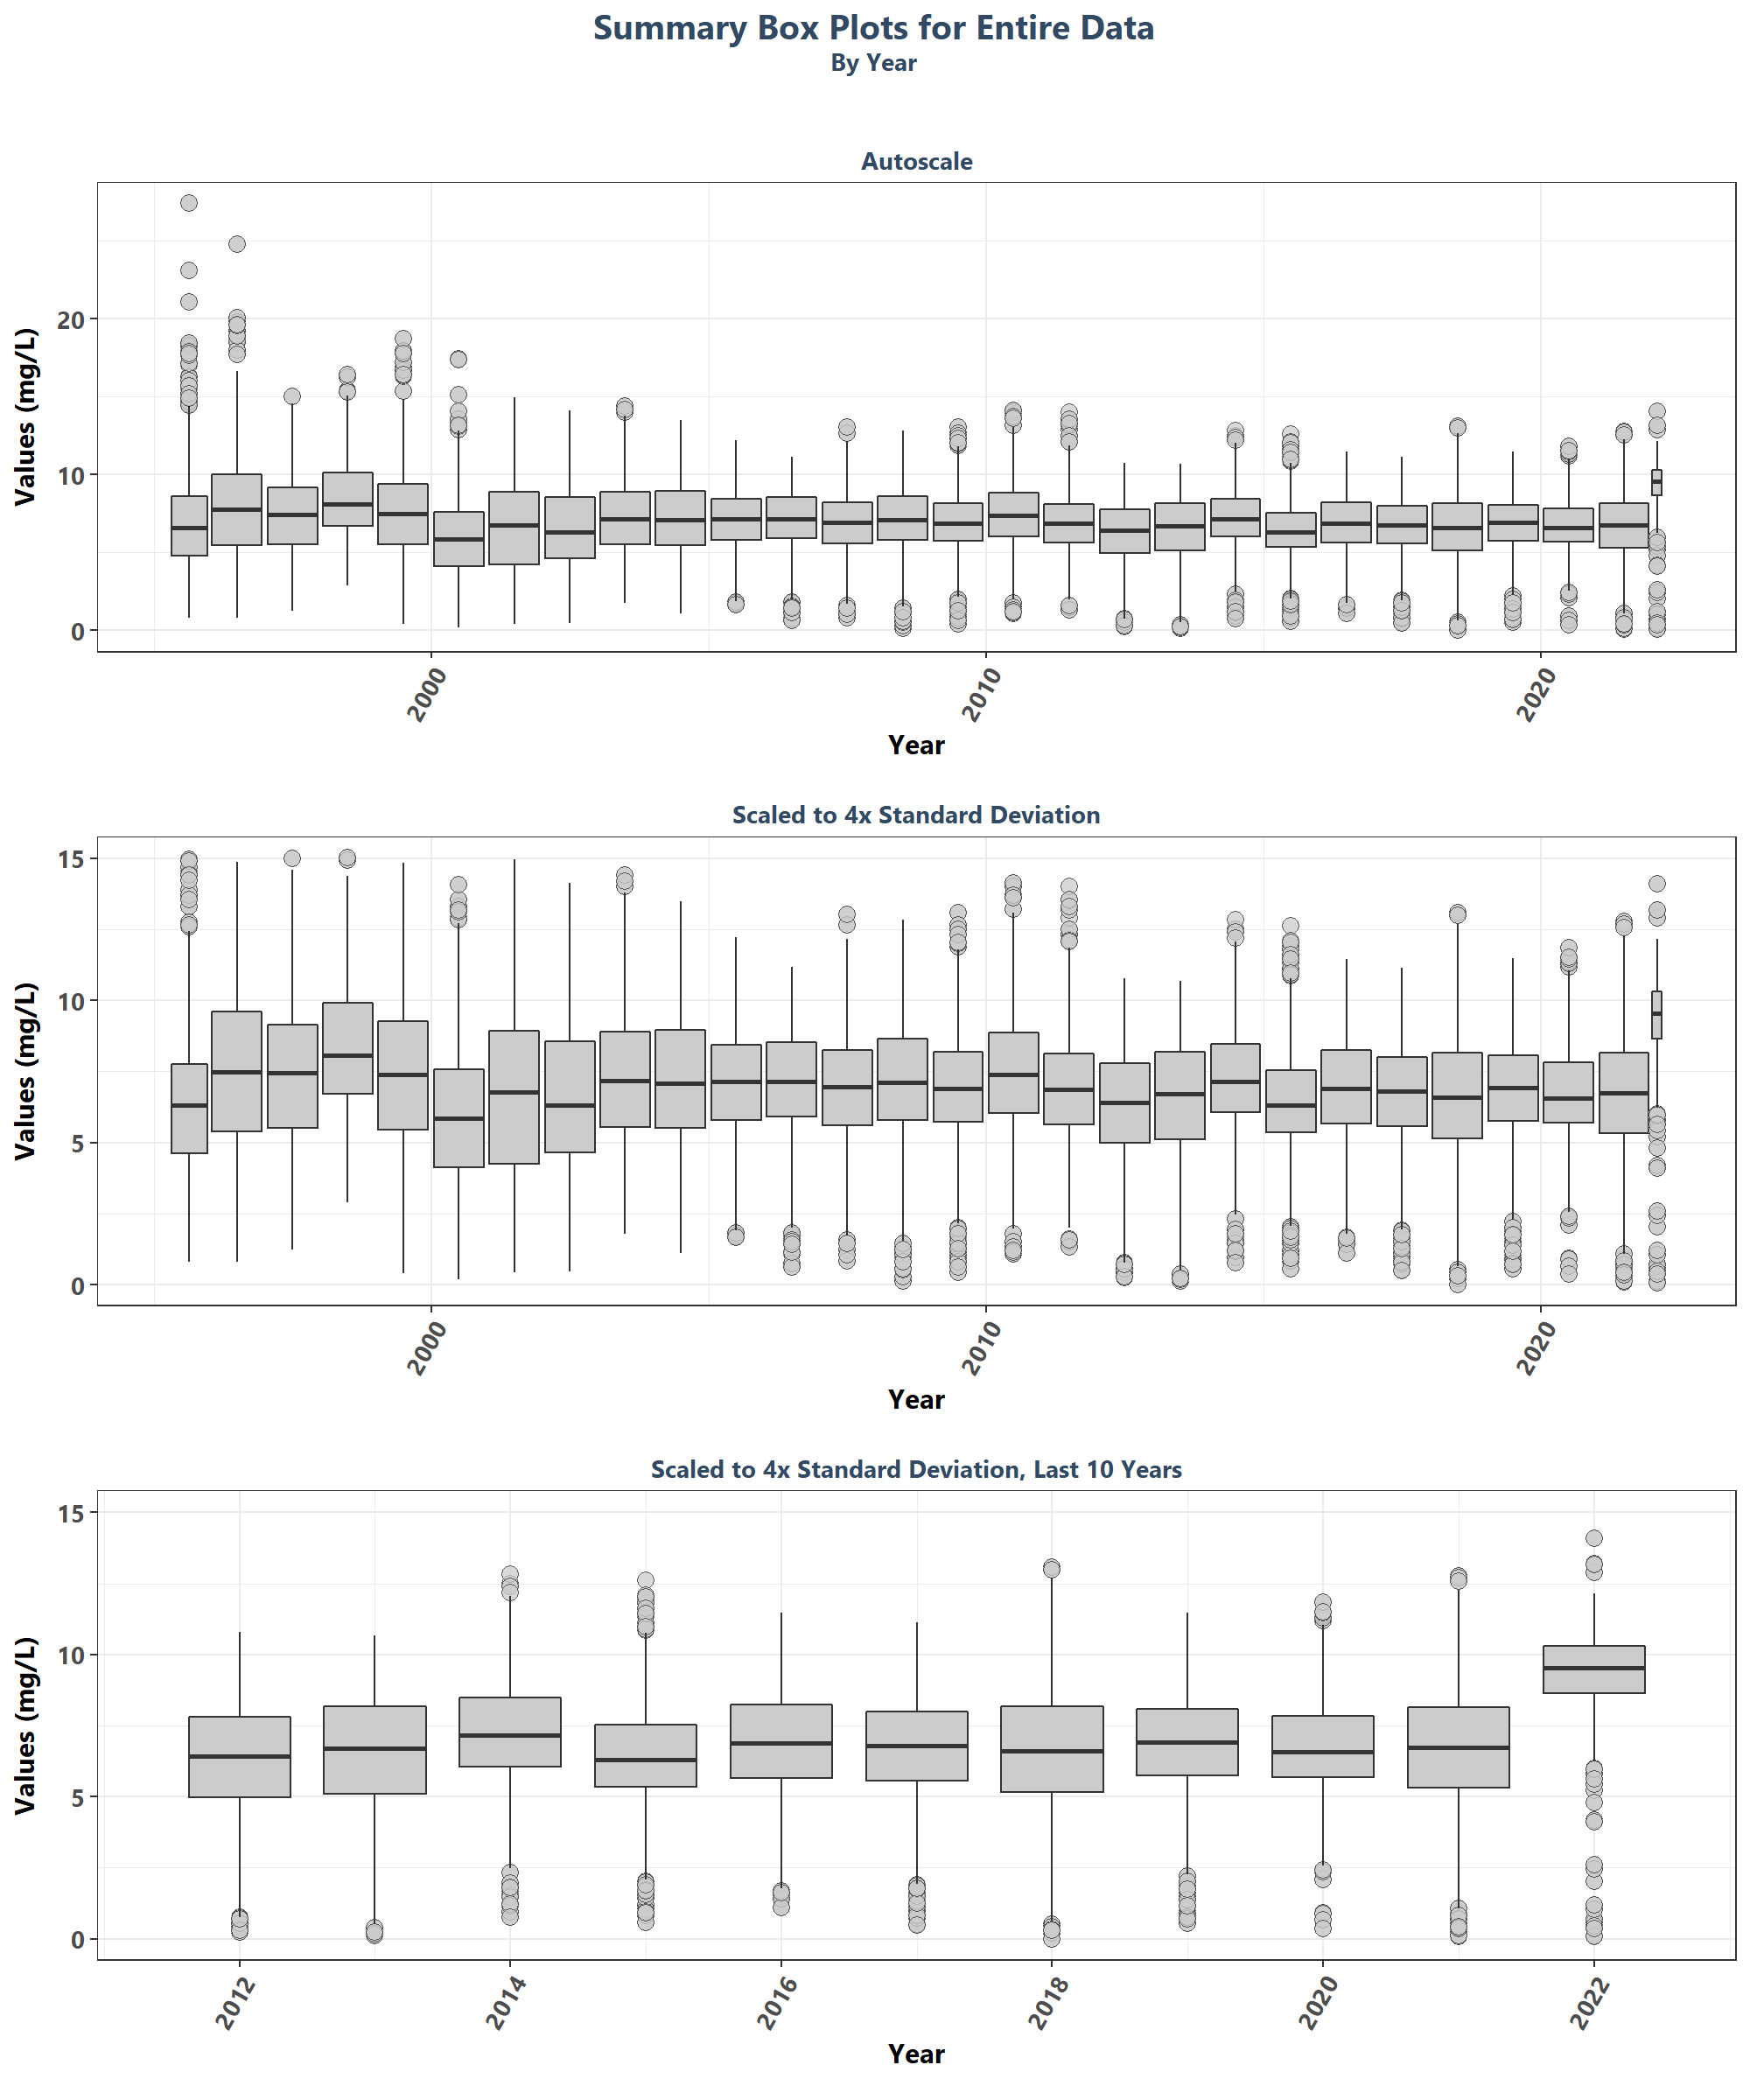 Summary Box Plots for Entire Data
By Year
Autoscale
Values (mg/L)
20
10
0
2000
2010
2020
Year
Scaled to 4x Standard Deviation
Values (mg/L)
15
10
5
0
2000
2010
2020
Year
Scaled to 4x Standard Deviation, Last 10 Years
Values (mg/L)
15
10
5
0
2012
2014
2016
2018
2020
2022
Year